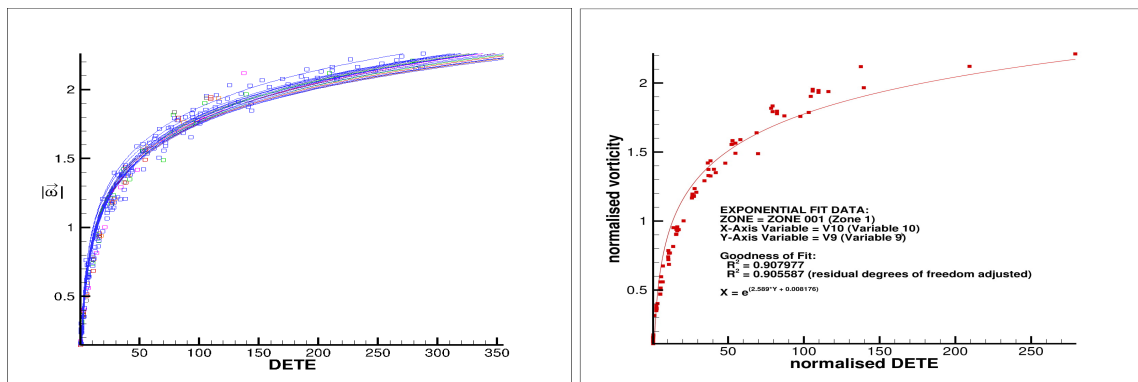 2
1.5
1
0.5
50
100
150
200
250
300
350
DETE
normalised vorticity
2
1.5
1
0.5
EXPONENTIAL FIT DATA:
ZONE = ZONE 001 (Zone 1)
X-Axis Variable = V10 (Variable 10)
Y-Axis Variable = V9 (Variable 9)
Goodness of Fit:
R² = 0.907977
R² = 0.905587 (residual degrees of freedom adjusted)
X = e^(2.589*Y + 0.008176)
50
100
150
200
250
normalised DETE